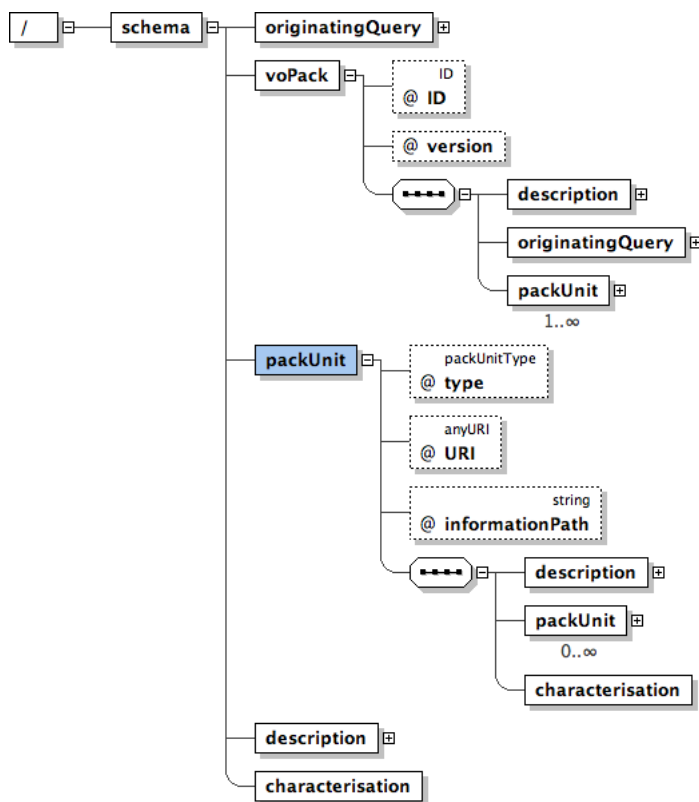 /
schema
originatingQuery
voPack
ID
@ ID
@ version
description
originatingQuery
packUnit
1..∞
packUnit
packUnitType
@ type
anyURI
@ URI
string
@ informationPath
description
packUnit
0..∞
characterisation
description
characterisation